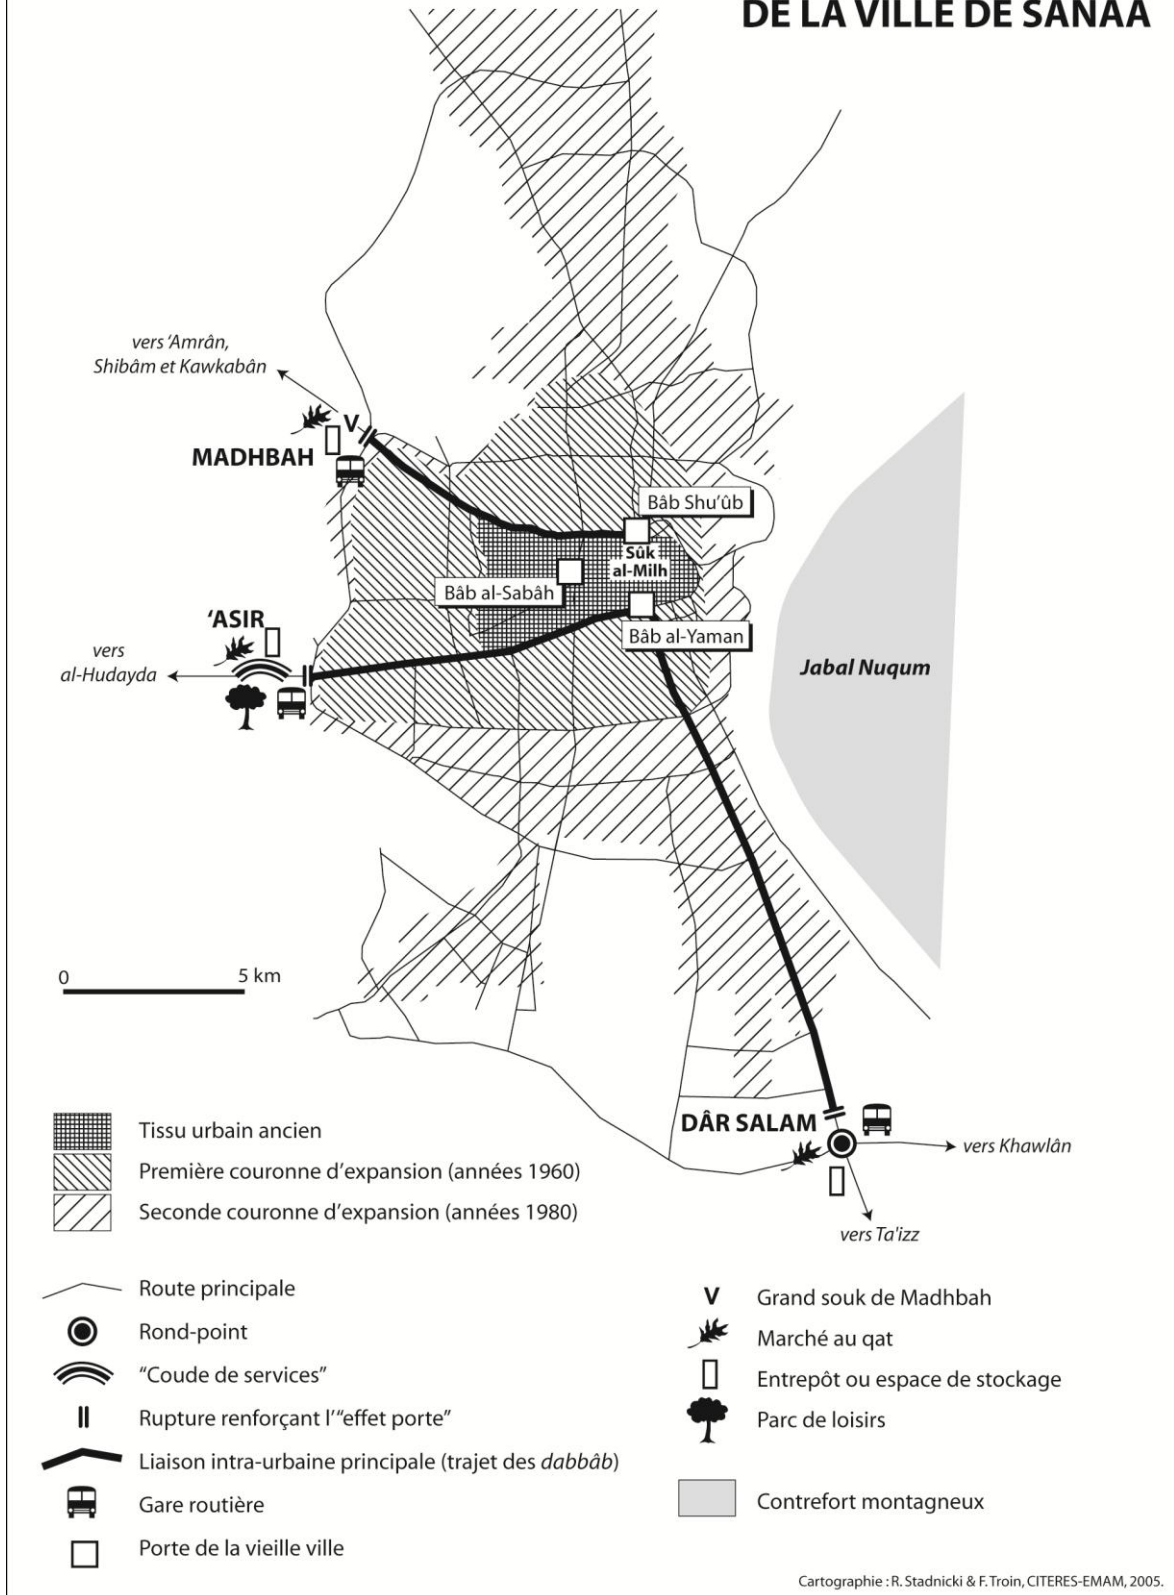 DE LA VILLE DE SANAA
vers ‘Amrân,
Shibâm et Kawkabân
V
MADHBAH
Bâb Shu’ûb
Sûk
al-Milh
Bâb al-Sabâh
Bâb al-Yaman
‘ASIR
vers
al-Hudayda
Jabal Nuqum
0 5 km
DÂR SALAM
vers Khawlân
vers Ta'izz
Tissu urbain ancien
Première couronne d’expansion (années 1960)
Seconde couronne d’expansion (années 1980)
Route principale
Rond-point
“Coude de services”
Rupture renforçant l’“effet porte”
Liaison intra-urbaine principale (trajet des dabbâb)
Gare routière
Porte de la vieille ville
V Grand souk de Madhbah
Marché au qat
Entrepôt ou espace de stockage
Parc de loisirs
Contrefort montagneux
Cartographie : R. Stadnicki & F. Troin, CITERES-EMAM, 2005.